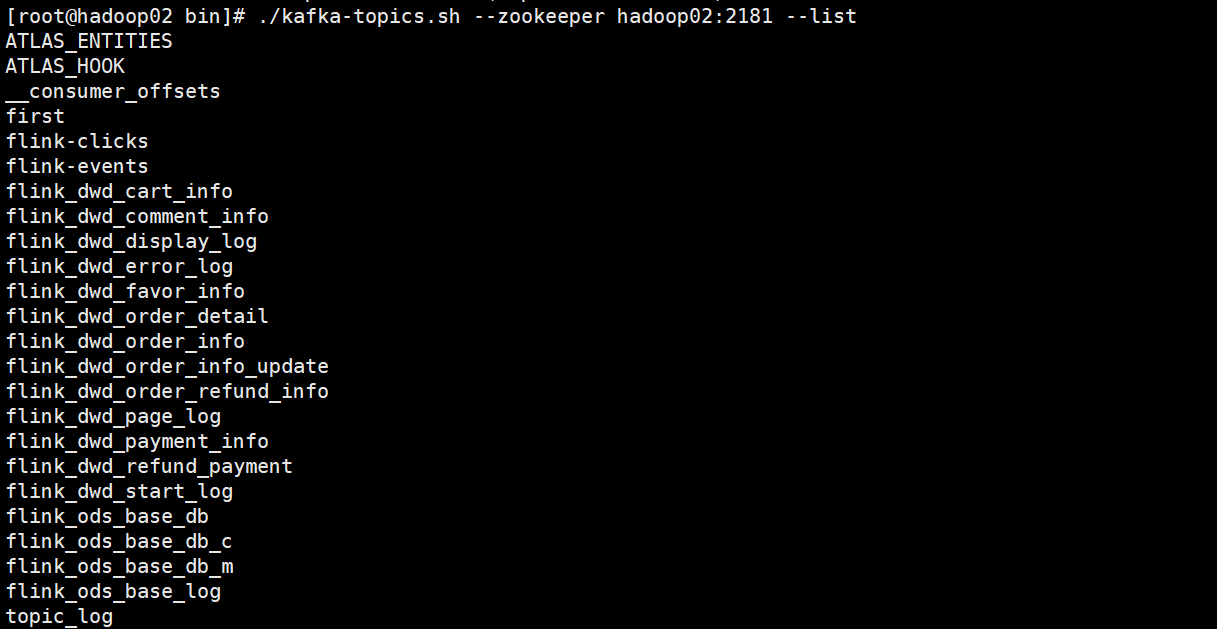 [root@hadoop02 bin]# ./kafka-topics.sh --zookeeper hadoop02:2181 --list
ATLAS_ENTITIES
ATLAS_HOOK
__consumer_offsets
first
flink-clicks
flink-events
flink_dwd_cart_info
flink_dwd_comment_info
flink_dwd_display_log
flink_dwd_error_log
flink_dwd_favor_info
flink_dwd_order_detail
flink_dwd_order_info
flink_dwd_order_info_update
flink_dwd_order_refund_info
flink_dwd_page_log
flink_dwd_payment_info
flink_dwd_refund_payment
flink_dwd_start_log
flink_ods_base_db
flink_ods_base_db_c
flink_ods_base_db_m
flink_ods_base_log
topic_log